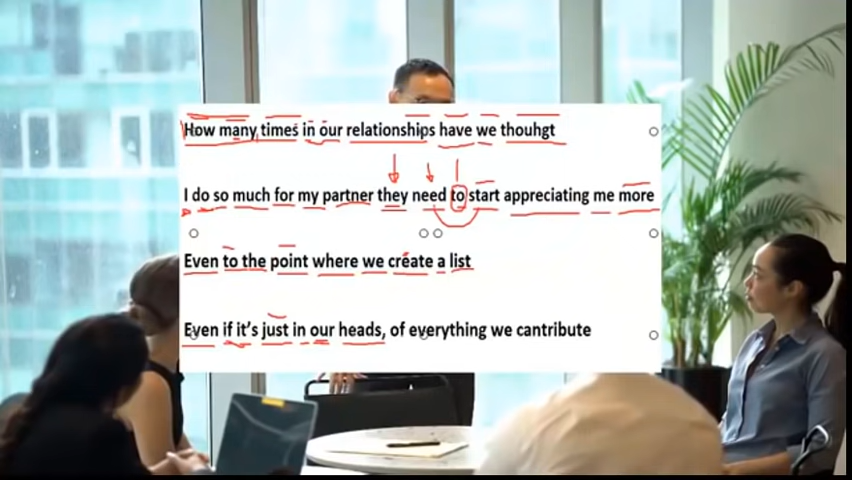 How many times in our relationships have we thouhgt
I do so much for my partner they need to start appreciating me more
Even to the point where we create a list
Even if it's just in our heads, of everything we cantribute